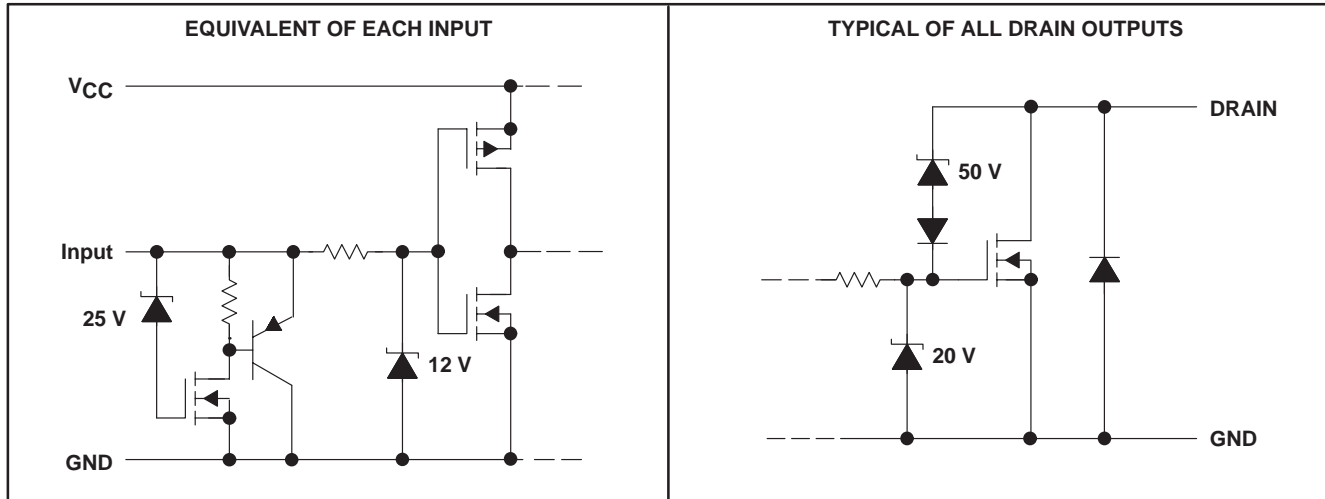 EQUIVALENT OF EACH INPUT
VCC
Input
25 V
12 V
GND
TYPICAL OF ALL DRAIN OUTPUTS
DRAIN
50 V
20 V
GND